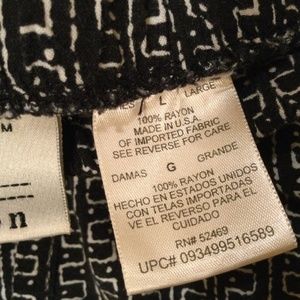 L LARGE
100% RAYON
MADE IN U.S.A.
OF IMPORTED FABRIC
SEE REVERSE FOR CARE
DAMAS G GRANDE
100% RAYON
HECHO EN ESTADOS UNIDOS
CON TELAS IMPORTADAS
VE EL REVERSO PARA EL
CUIDADO
RN# 52469
UPC# 093499516589
M
n